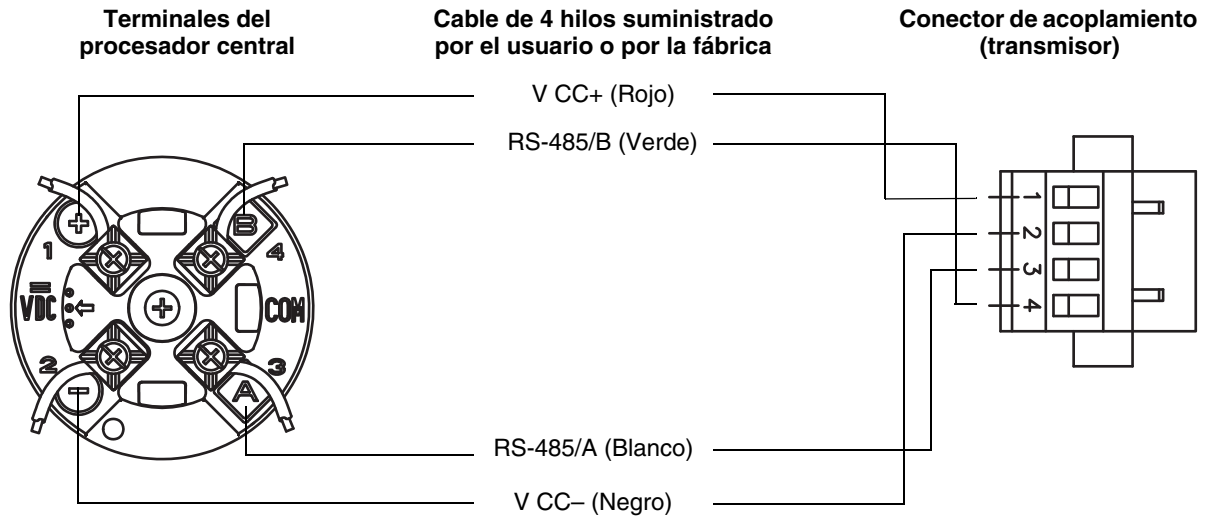 Terminales del
procesador central
Cable de 4 hilos suministrado
por el usuario o por la fábrica
Conector de acoplamiento
(transmisor)
V CC+ (Rojo)
RS-485/B (Verde)
+
B
1
4
VDC
COM
2
3
–
A
1
2
3
4
RS-485/A (Blanco)
V CC– (Negro)